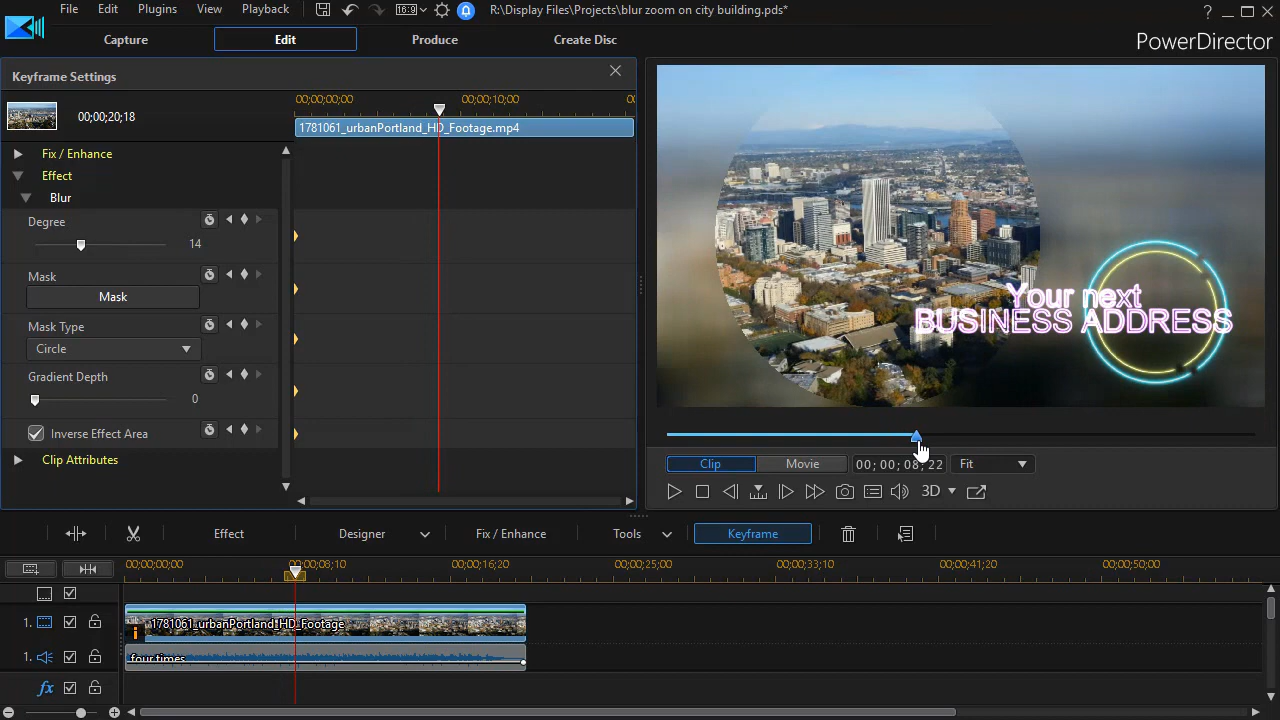 File Edit Plugins View Playback 16:9 R:\Display Files\Projects\blur zoom on city building.pds* ?
Capture Edit Produce Create Disc PowerDirector
Keyframe Settings
00;00;20;18
00;00;00;00 00;00;10;00 00
1781061_urbanPortland_HD_Footage.mp4
Fix / Enhance
Effect
Blur
Degree
14
Mask
Mask
Mask Type
Circle
Gradient Depth
0
Inverse Effect Area
Clip Attributes
Your next
BUSINESS ADDRESS
Clip Movie 00; 00; 08; 22 Fit
3D
Effect Designer Fix / Enhance Tools Keyframe
00;00;00;00 00;00;08;10 00;00;16;20 00;00;25;00 00;00;33;10 00;00;41;20 00;00;50;00
1. 1781061_urbanPortland_HD_Footage
1. four times
fx